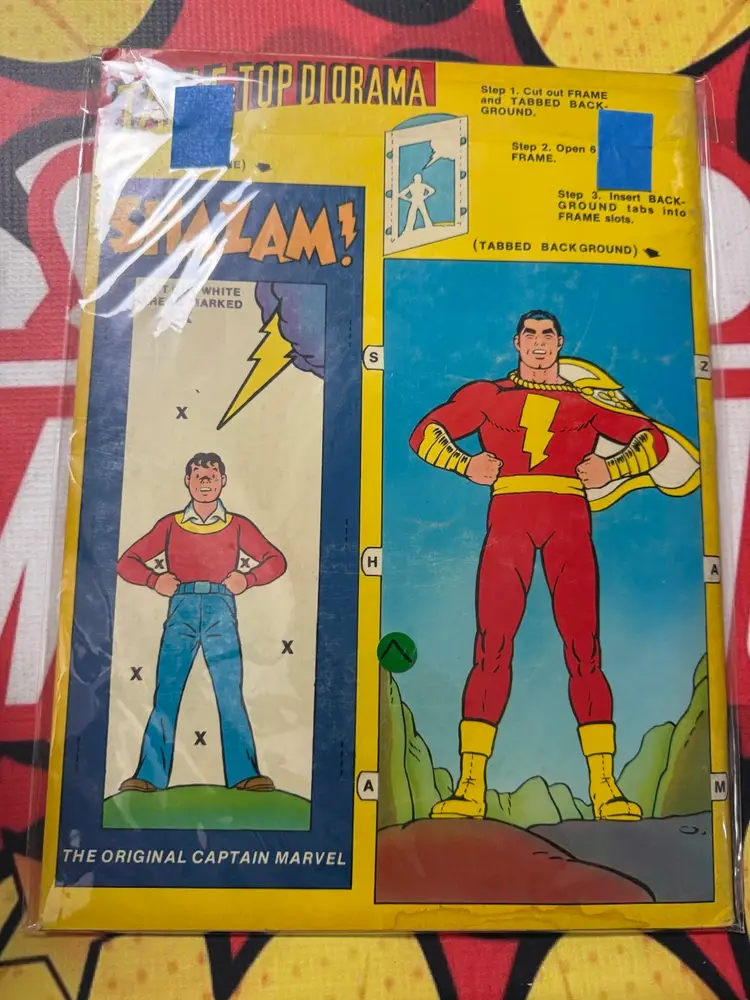 TOP DIORAMA
Step 1. Cut out FRAME
and TABBED BACK-
GROUND.
Step 2. Open 6
FRAME.
Step 3. Insert BACK-
GROUND tabs into
FRAME slots.
(TABBED BACKGROUND)
SHAZAM!
WHITE
MARKED
X
X
X
X
X
X
S
H
A
Z
A
M
THE ORIGINAL CAPTAIN MARVEL